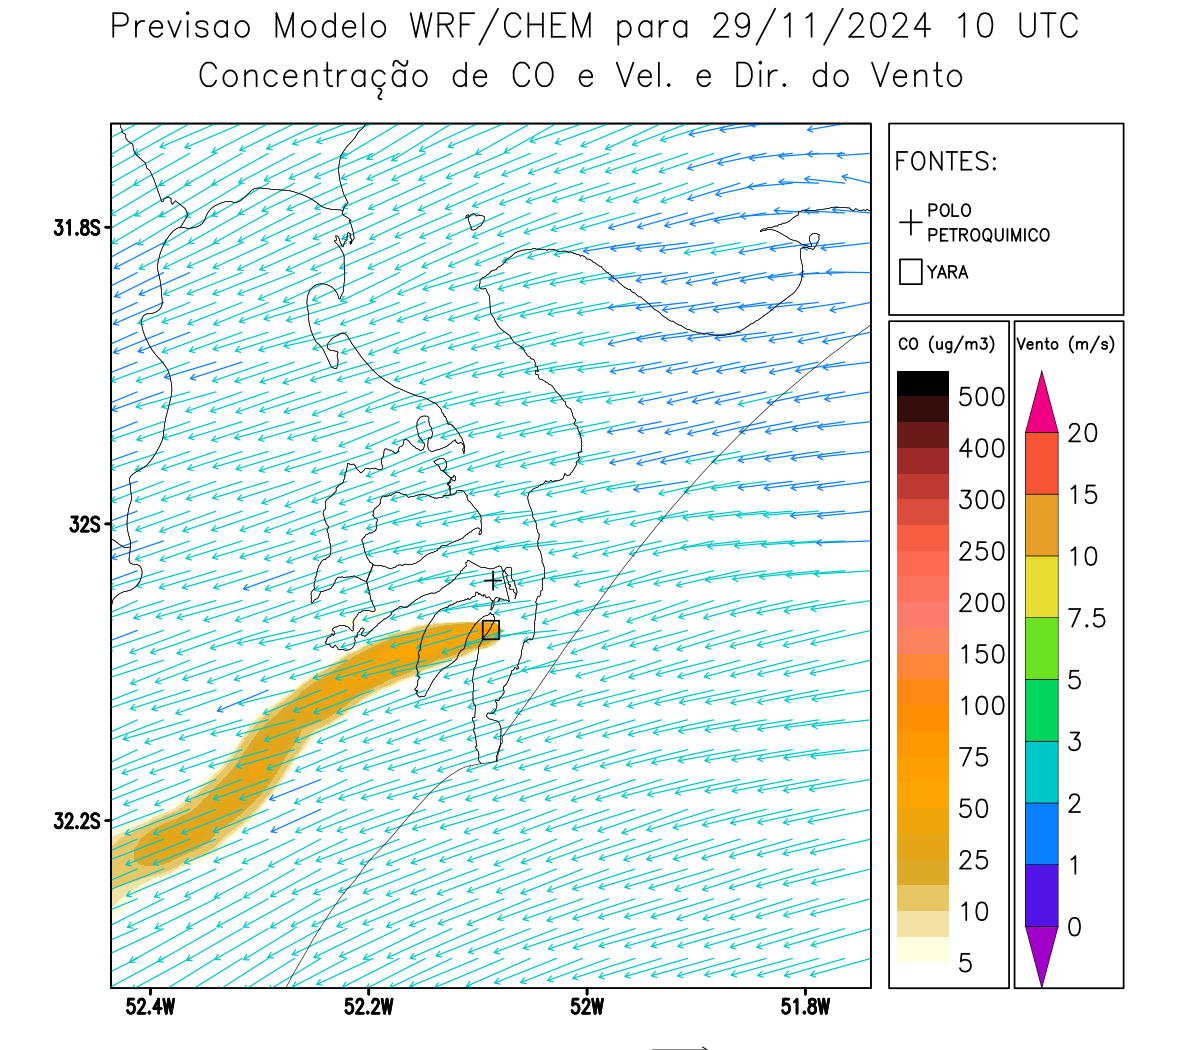 Previsao Modelo WRF/CHEM para 29/11/2024 10 UTC
Concentração de CO e Vel. e Dir. do Vento
FONTES:
POLO
PETROQUIMICO
YARA
CO (ug/m3)
500
400
300
250
200
150
100
75
50
25
10
5
Vento (m/s)
20
15
10
7.5
5
3
2
1
0
31.8S
32S
32.2S
52.4W
52.2W
52W
51.8W